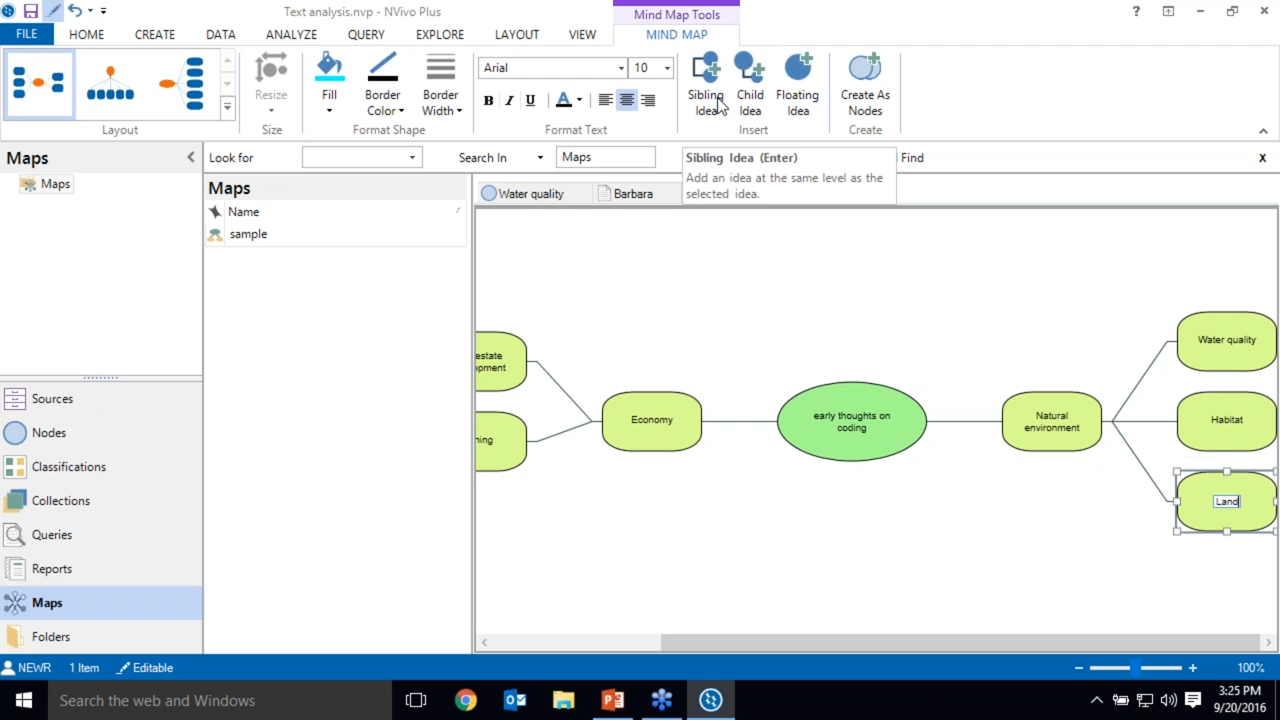 Text analysis.nvp - NVivo Plus
Mind Map Tools
?
FILE
HOME
CREATE
DATA
ANALYZE
QUERY
EXPLORE
LAYOUT
VIEW
MIND MAP
Resize
Fill
Border
Color
Border
Width
Arial
10
B I U A
Sibling
Idea
Child
Idea
Floating
Idea
Create As
Nodes
Layout
Size
Format Shape
Format Text
Insert
Create
Maps
Maps
Look for
Search In
Maps
Find
X
Sibling Idea (Enter)
Add an idea at the same level as the
selected idea.
Maps
Name
sample
Water quality
Barbara
estate
Economy
early thoughts on
coding
Natural
environment
Water quality
Habitat
Land
Sources
Nodes
Classifications
Collections
Queries
Reports
Maps
Folders
NEWR
1 Item
Editable
100%
Search the web and Windows
3:25 PM
9/20/2016